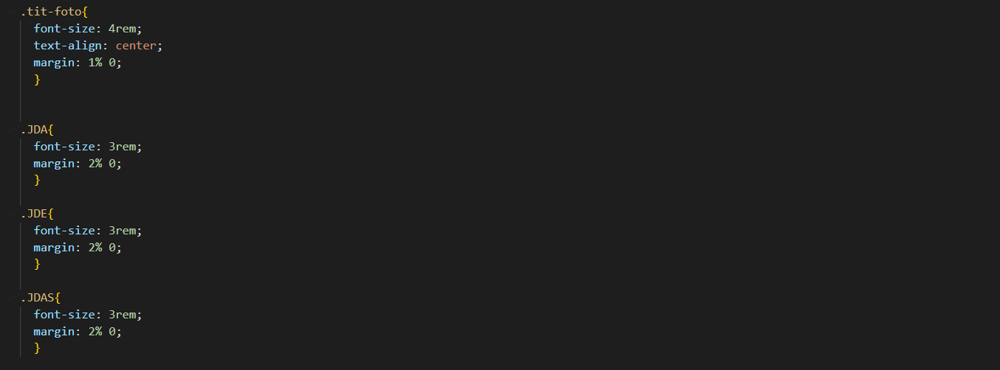 .tit-foto{
font-size: 4rem;
text-align: center;
margin: 1% 0;
}
.JDA{
font-size: 3rem;
margin: 2% 0;
}
.JDE{
font-size: 3rem;
margin: 2% 0;
}
.JDAS{
font-size: 3rem;
margin: 2% 0;
}